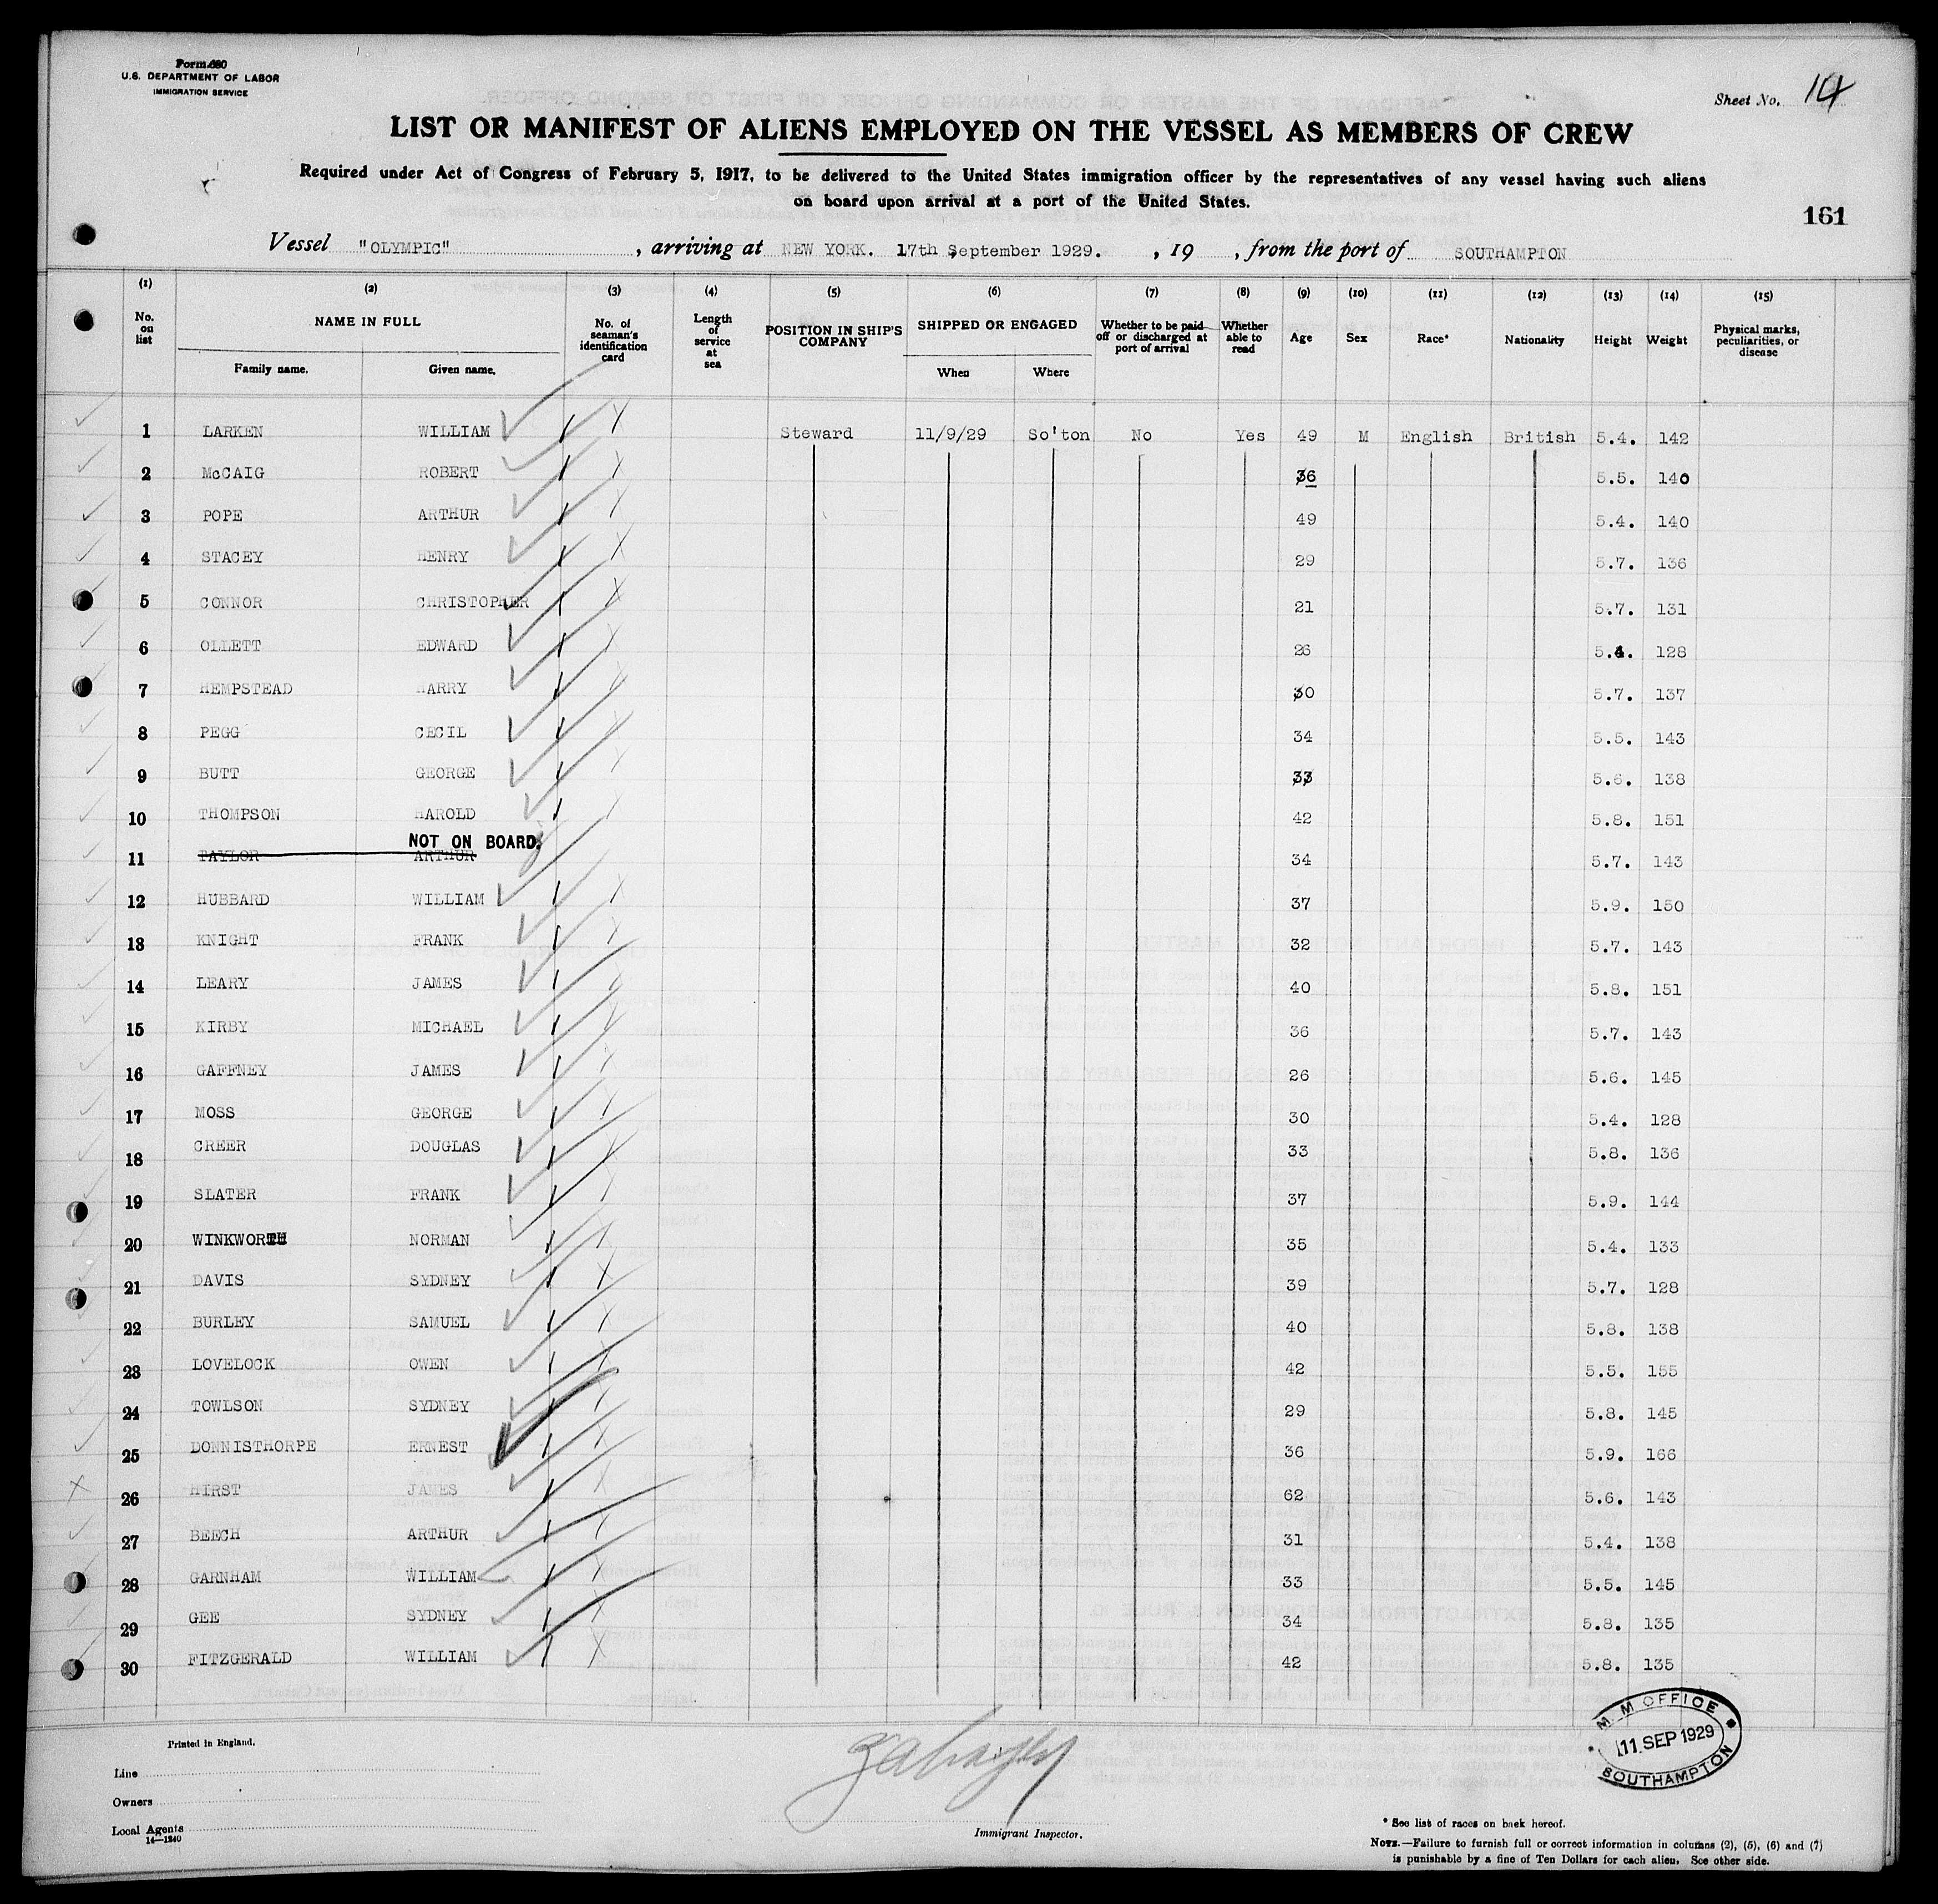 Form 680
U.S. DEPARTMENT OF LABOR
IMMIGRATION SERVICE
Sheet No. 14
LIST OR MANIFEST OF ALIENS EMPLOYED ON THE VESSEL AS MEMBERS OF CREW
Required under Act of Congress of February 5, 1917, to be delivered to the United States immigration officer by the representatives of any vessel having such aliens
on board upon arrival at a port of the United States.
161
Vessel "OLYMPIC", arriving at NEW YORK. 17th September 1929., 19 , from the port of SOUTHAMPTON
(1) (2) (3) (4) (5) (6) (7) (8) (9) (10) (11) (12) (13) (14) (15)
No. on list NAME IN FULL No. of seaman's identification card Length of service at sea POSITION IN SHIP'S COMPANY SHIPPED OR ENGAGED Whether to be paid off or discharged at port of arrival Whether able to read Age Sex Race* Nationality Height Weight Physical marks, peculiarities, or disease
Family name. Given name. When Where
1 LARKEN WILLIAM Steward 11/9/29 So'ton No Yes 49 M English British 5.4. 142
2 McCAIG ROBERT 36 5.5. 140
3 POPE ARTHUR 49 5.4. 140
4 STACEY HENRY 29 5.7. 136
5 CONNOR CHRISTOPHER 21 5.7. 131
6 OLLETT EDWARD 26 5.4. 128
7 HEMPSTEAD HARRY 30 5.7. 137
8 PEGG CECIL 34 5.5. 143
9 BUTT GEORGE 33 5.6. 138
10 THOMPSON HAROLD 42 5.8. 151
NOT ON BOARD.
11 TAYLOR ARTHUR 34 5.7. 143
12 HUBBARD WILLIAM 37 5.9. 150
13 KNIGHT FRANK 32 5.7. 143
14 LEARY JAMES 40 5.8. 151
15 KIRBY MICHAEL 36 5.7. 143
16 GAFFNEY JAMES 26 5.6. 145
17 MOSS GEORGE 30 5.4. 128
18 CREER DOUGLAS 33 5.8. 136
19 SLATER FRANK 37 5.9. 144
20 WINKWORTH NORMAN 35 5.4. 133
21 DAVIS SYDNEY 39 5.7. 128
22 BURLEY SAMUEL 40 5.8. 138
23 LOVELOCK OWEN 42 5.5. 155
24 TOWLSON SYDNEY 29 5.8. 145
25 DONNISTHORPE ERNEST 36 5.9. 166
26 HIRST JAMES 62 5.6. 143
27 BEECH ARTHUR 31 5.4. 138
28 GARNHAM WILLIAM 33 5.5. 145
29 GEE SYDNEY 34 5.8. 135
30 FITZGERALD WILLIAM 42 5.8. 135
M M OFFICE
11 SEP 1929
SOUTHAMPTON
Printed in England.
Line
Owners
Local Agents
14—1240
Immigrant Inspector.
* See list of races on back hereof.
NOTE.—Failure to furnish full or correct information in columns (2), (5), (6) and (7)
is punishable by a fine of Ten Dollars for each alien. See other side.